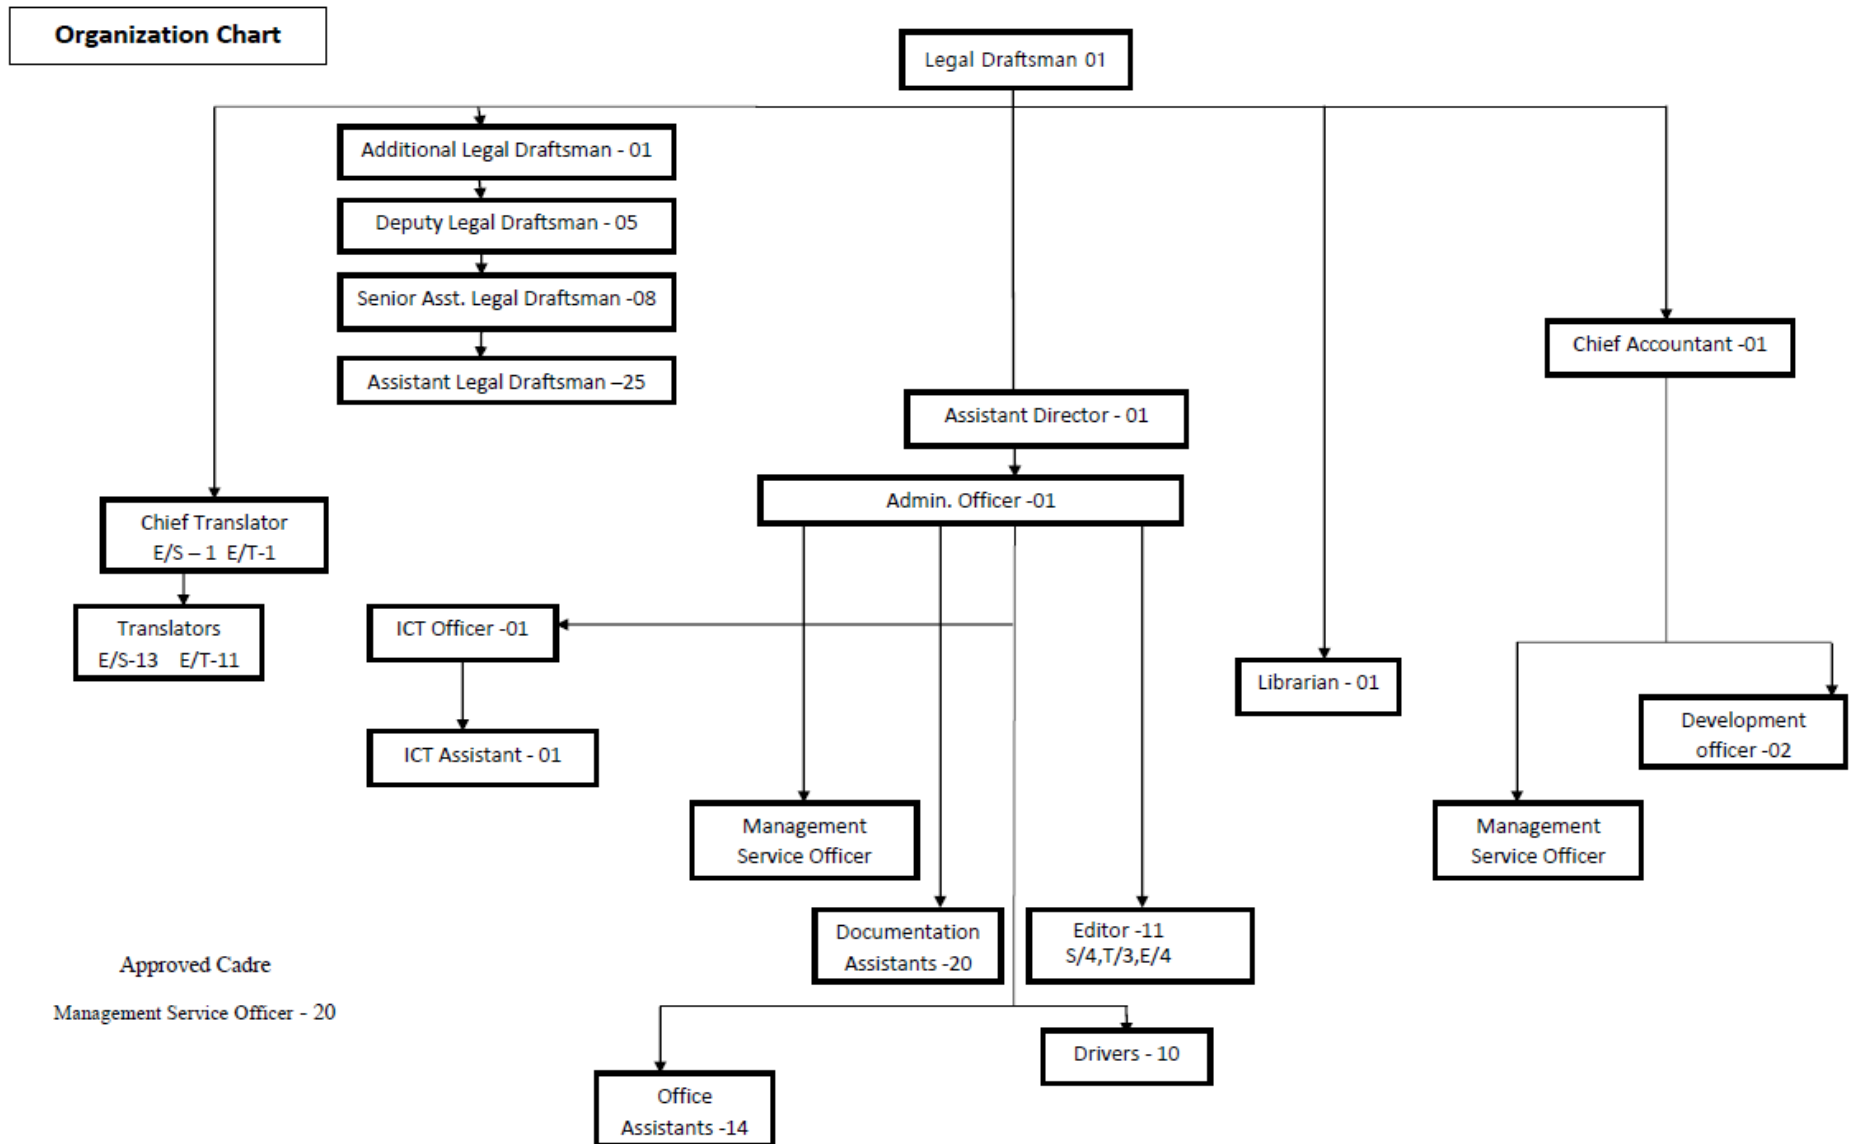 Organization Chart
Legal Draftsman 01
Additional Legal Draftsman - 01
Deputy Legal Draftsman - 05
Senior Asst. Legal Draftsman -08
Assistant Legal Draftsman –25
Chief Accountant -01
Assistant Director - 01
Admin. Officer -01
Chief Translator
E/S – 1 E/T-1
Translators
E/S-13 E/T-11
ICT Officer -01
ICT Assistant - 01
Librarian - 01
Development
officer -02
Management
Service Officer
Management
Service Officer
Documentation
Assistants -20
Editor -11
S/4,T/3,E/4
Approved Cadre
Management Service Officer - 20
Drivers - 10
Office
Assistants -14